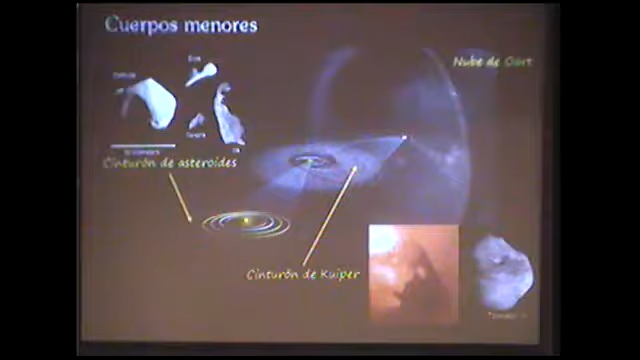 Cuerpos menores
Nube de Oort
Cinturón de asteroides
Cinturón de Kuiper